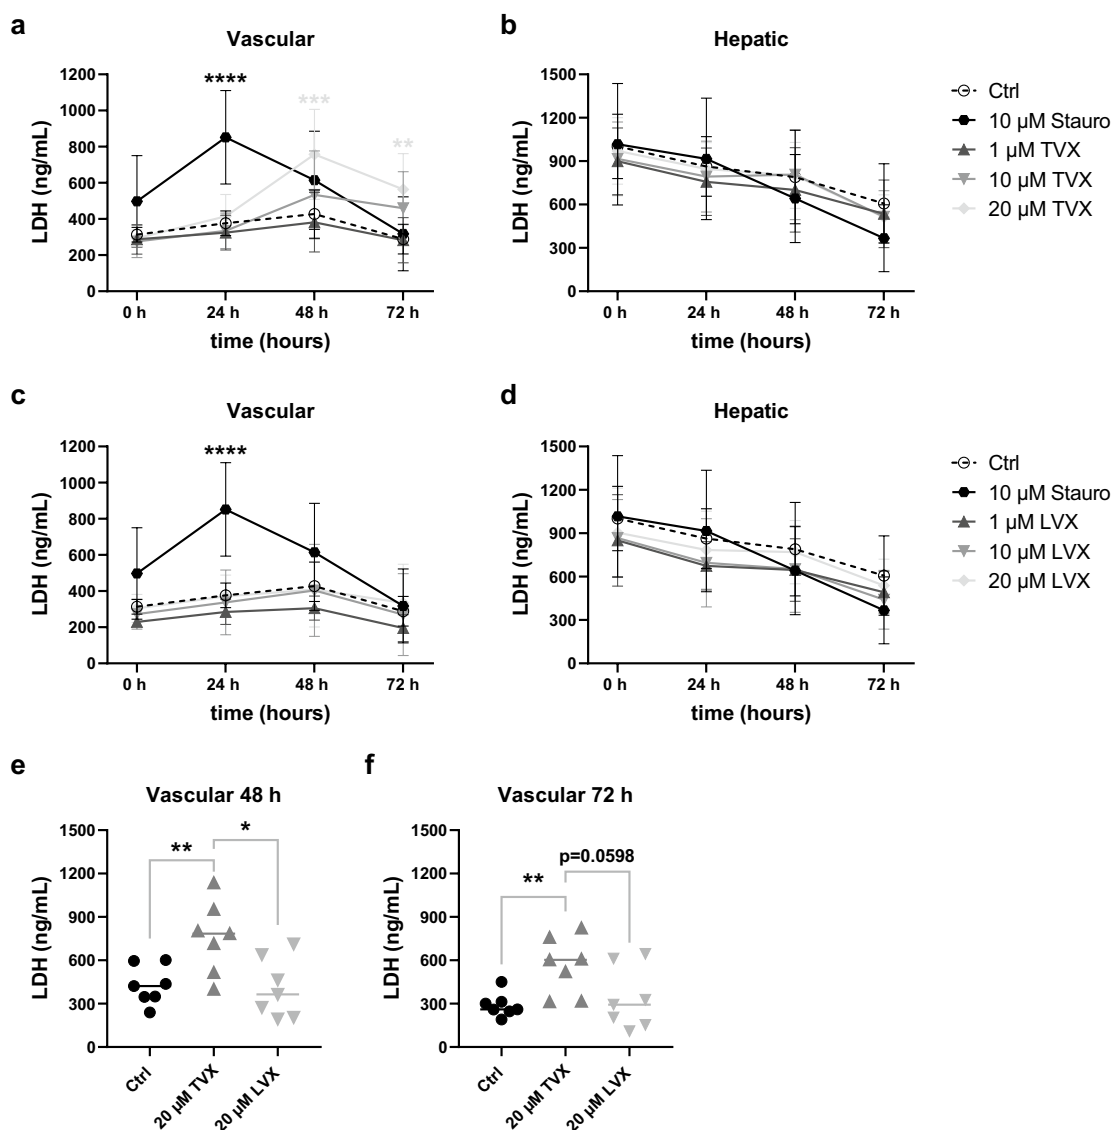 a
Vascular
LDH (ng/mL)
1200
1000
800
600
400
200
0
****
***
**
0 h
24 h
48 h
72 h
time (hours)
b
Hepatic
LDH (ng/mL)
1500
1200
900
600
300
0
0 h
24 h
48 h
72 h
time (hours)
Ctrl
10 µM Stauro
1 µM TVX
10 µM TVX
20 µM TVX
c
Vascular
LDH (ng/mL)
1200
1000
800
600
400
200
0
****
0 h
24 h
48 h
72 h
time (hours)
d
Hepatic
LDH (ng/mL)
1500
1200
900
600
300
0
0 h
24 h
48 h
72 h
time (hours)
Ctrl
10 µM Stauro
1 µM LVX
10 µM LVX
20 µM LVX
e
Vascular 48 h
LDH (ng/mL)
1500
1200
900
600
300
0
**
*
Ctrl
20 µM TVX
20 µM LVX
f
Vascular 72 h
LDH (ng/mL)
1500
1200
900
600
300
0
**
p=0.0598
Ctrl
20 µM TVX
20 µM LVX